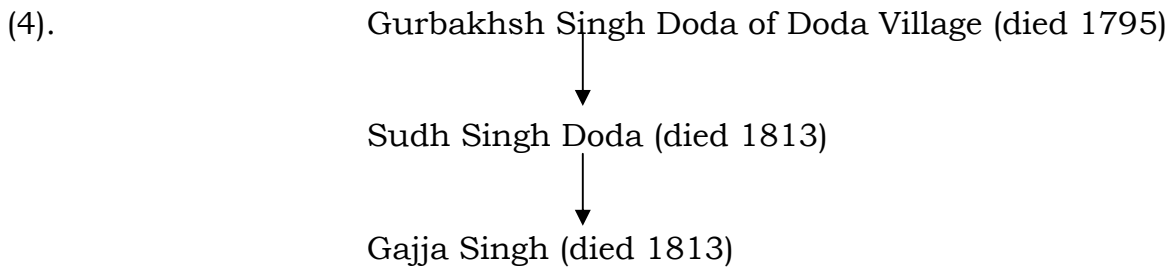 (4). Gurbakhsh Singh Doda of Doda Village (died 1795)
Sudh Singh Doda (died 1813)
Gajja Singh (died 1813)